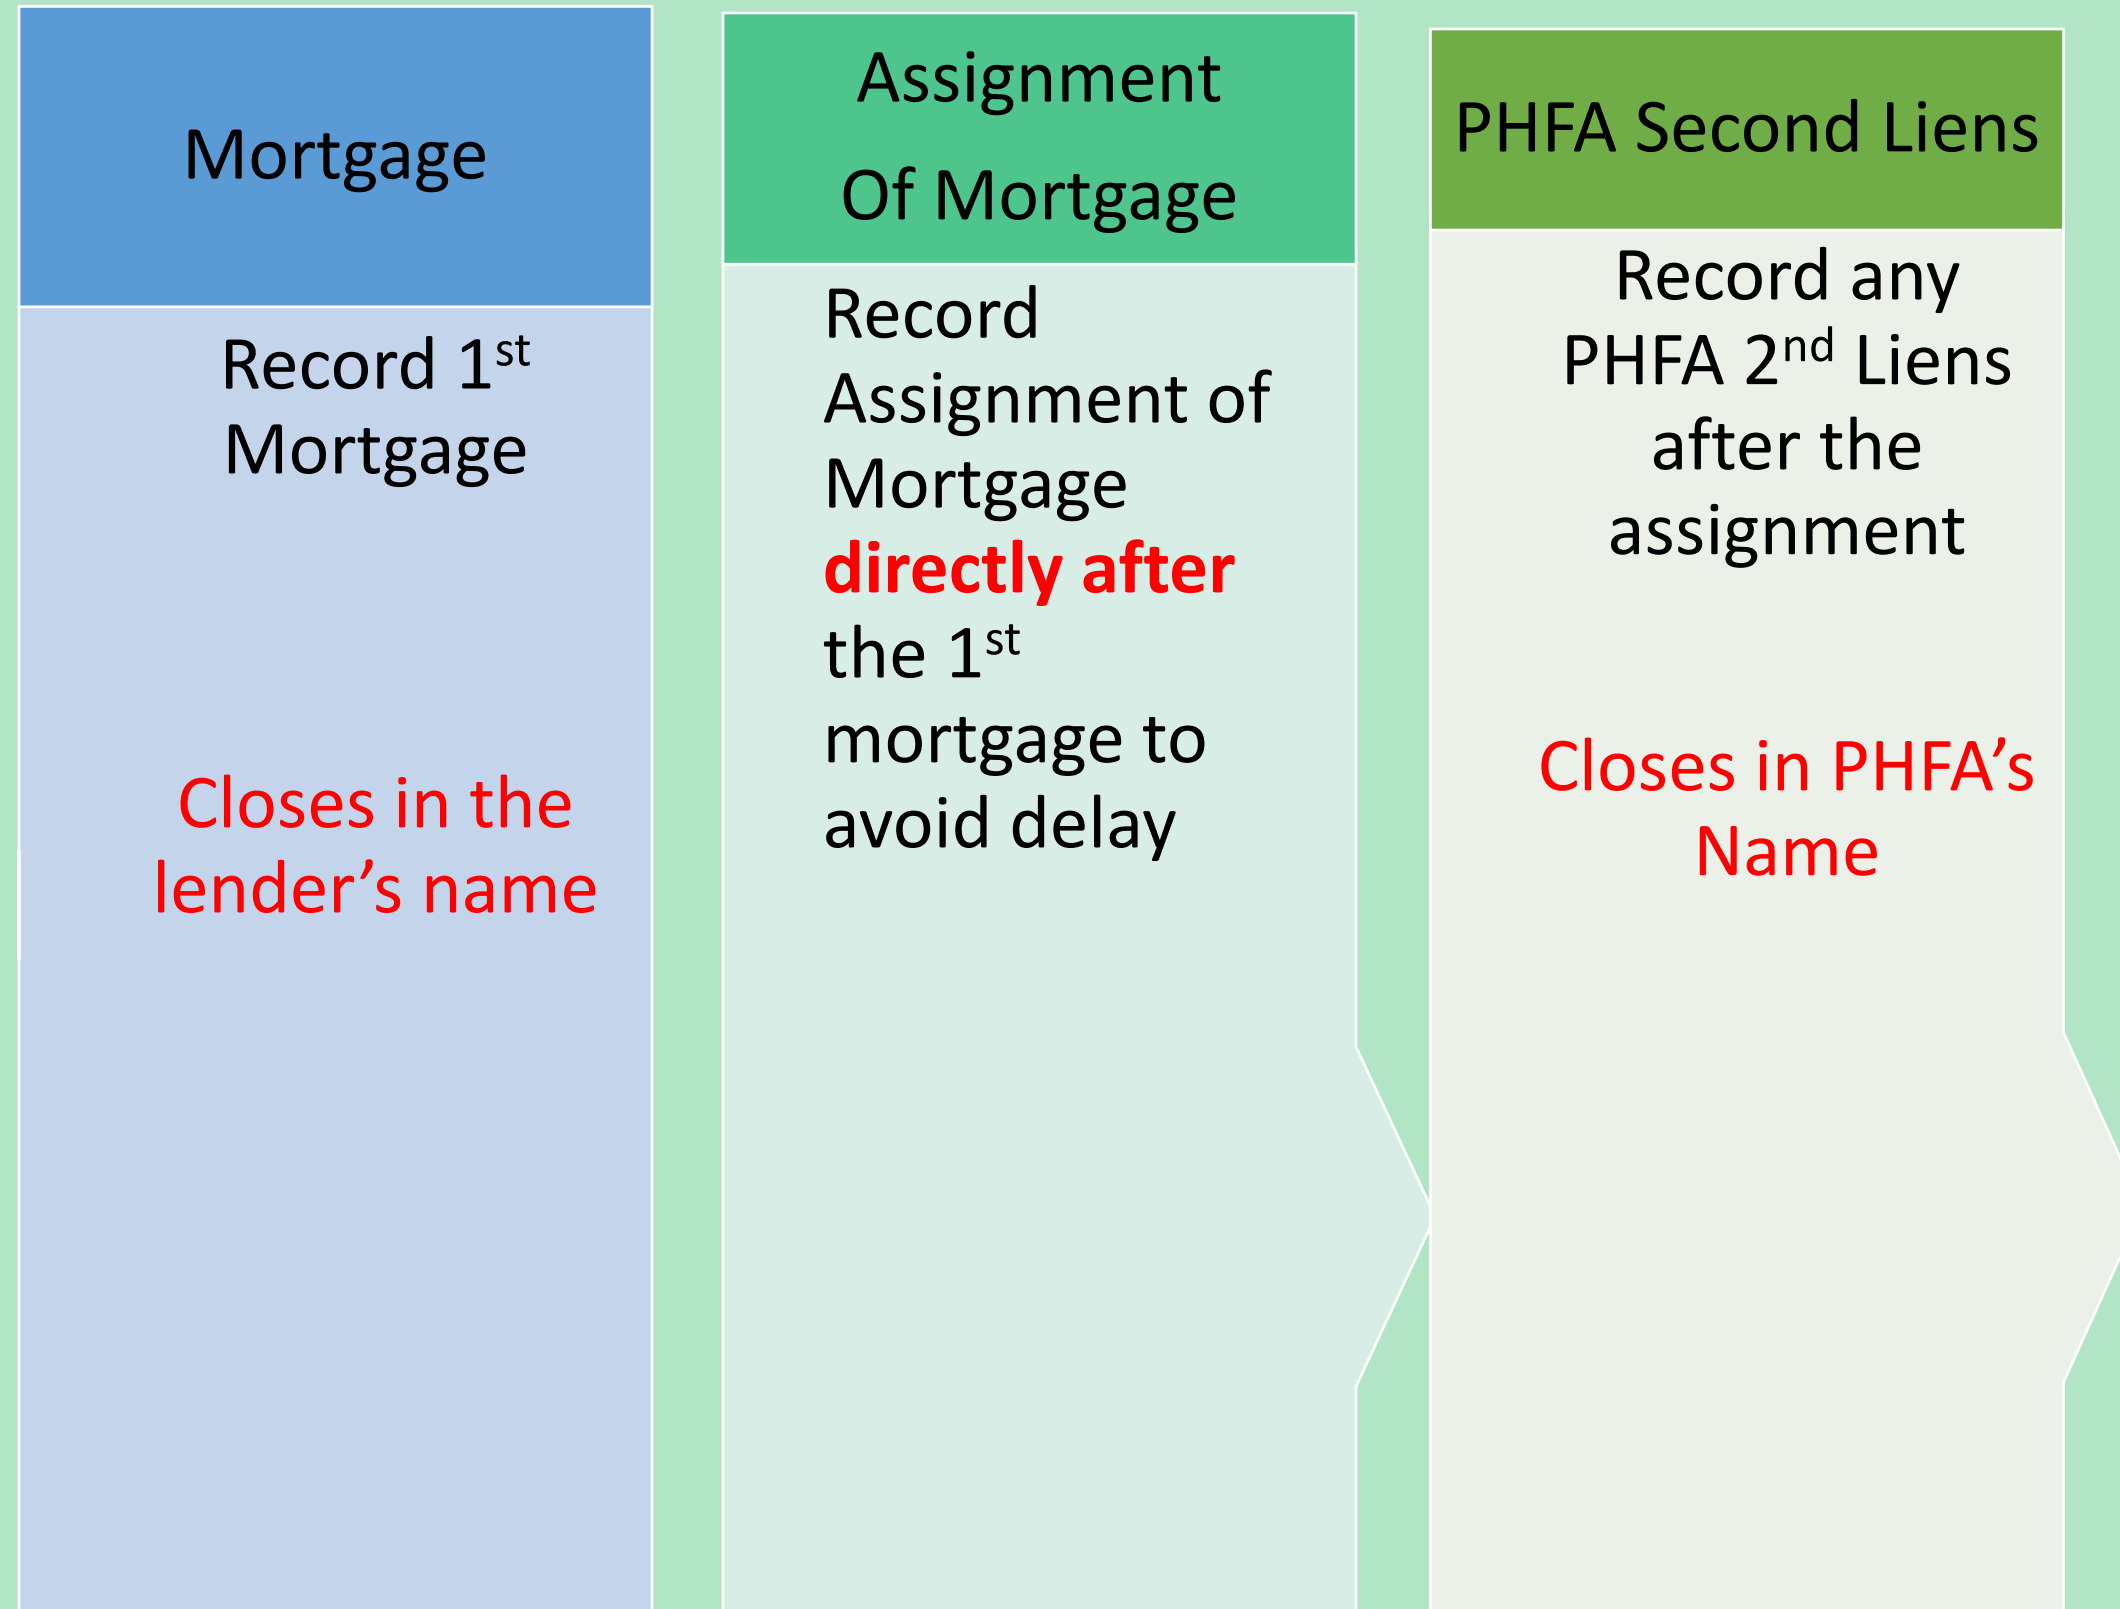 Mortgage
Record 1st
Mortgage
Closes in the
lender’s name
Assignment
Of Mortgage
Record
Assignment of
Mortgage
directly after
the 1st
mortgage to
avoid delay
PHFA Second Liens
Record any
PHFA 2nd Liens
after the
assignment
Closes in PHFA’s
Name